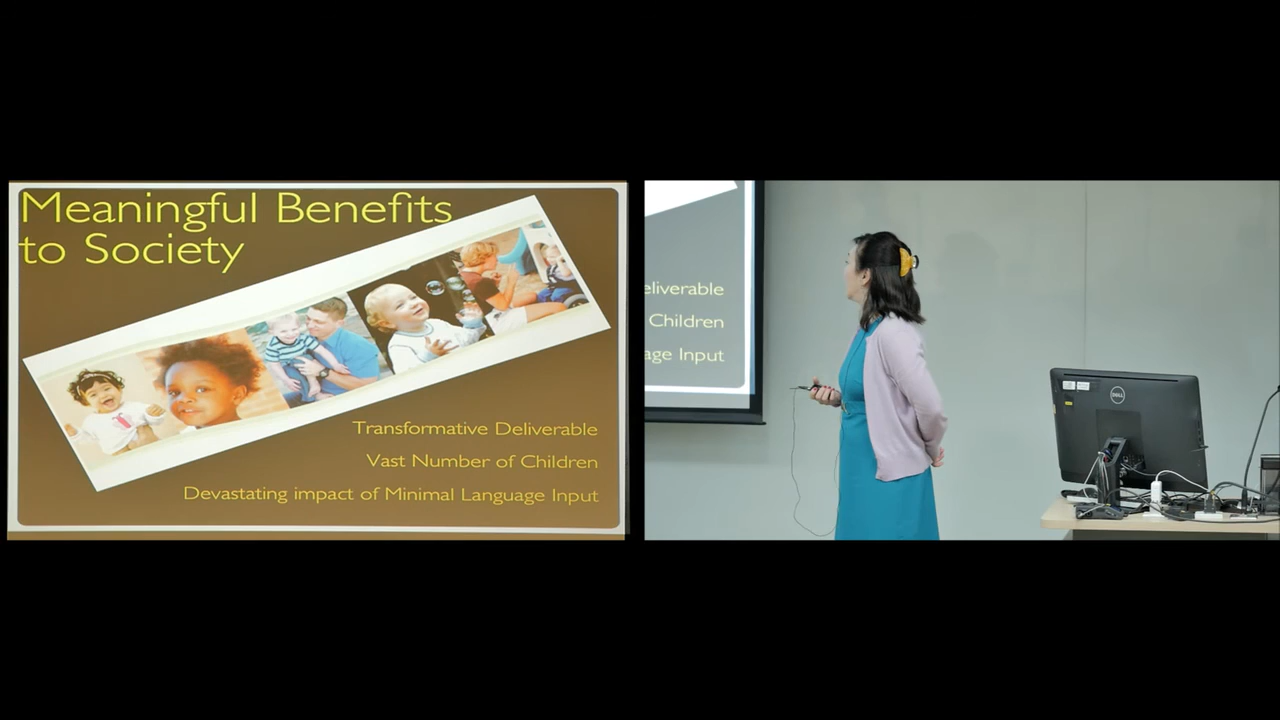 Meaningful Benefits
to Society
Transformative Deliverable
Vast Number of Children
Devastating impact of Minimal Language Input
eliverable
Children
age Input
DELL